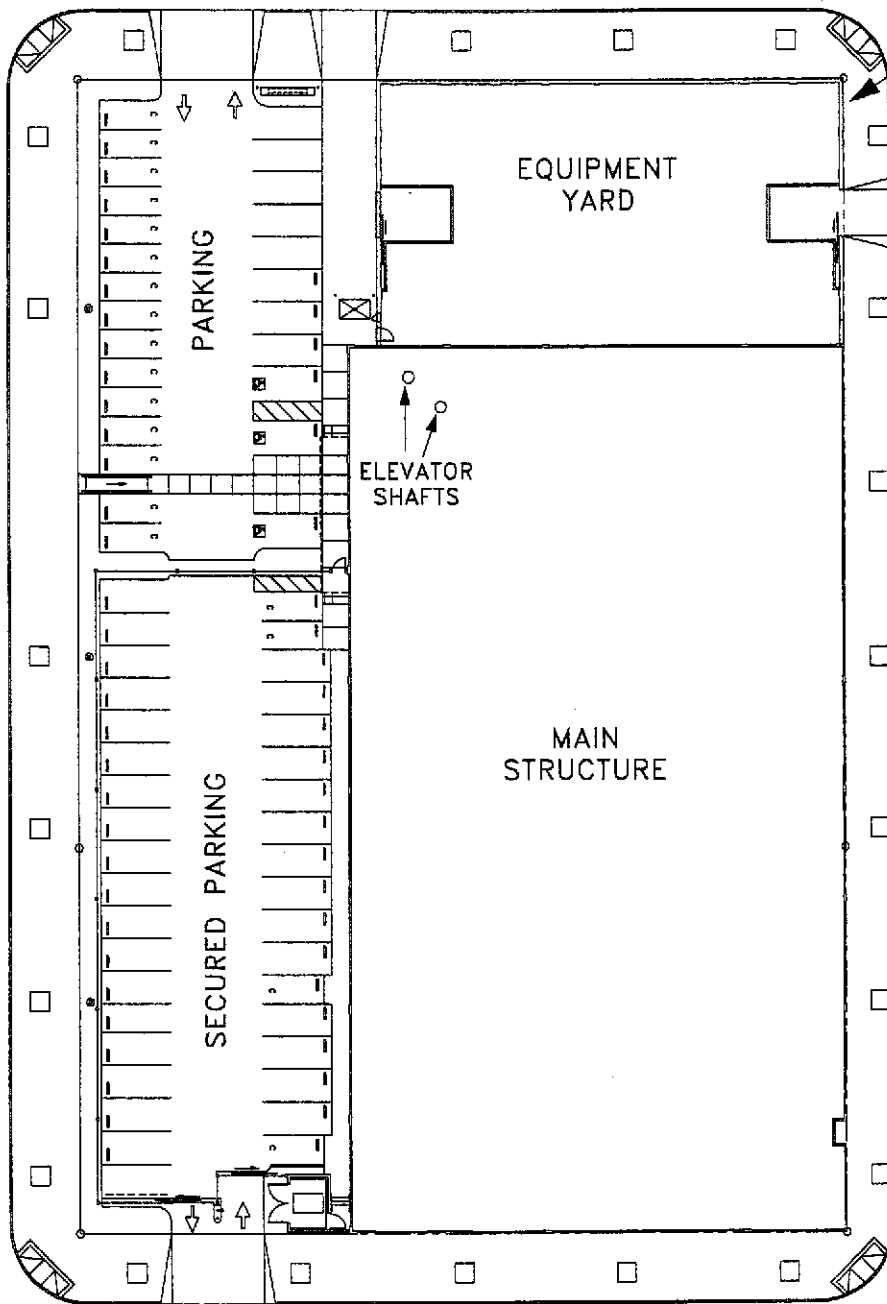 EQUIPMENT
YARD
PARKING
ELEVATOR
SHAFTS
MAIN
STRUCTURE
SECURED PARKING